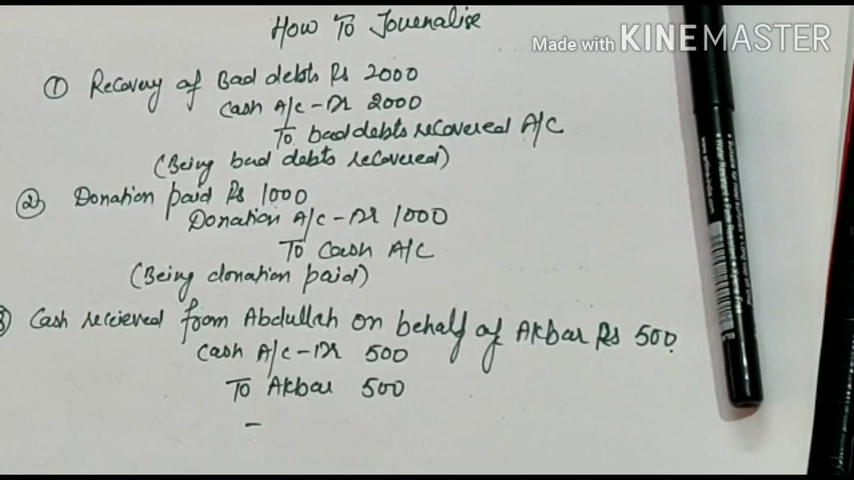 How To Journalise
Made with KINEMASTER
① Recovery of Bad debts Rs 2000
Cash A/c - Dr 2000
To bad debts recovered A/C
(Being bad debts recovered)
② Donation paid Rs 1000
Donation A/c - Dr 1000
To Cash A/C
(Being donation paid)
3) Cash recieved from Abdullah on behalf of Akbar Rs 500.
Cash A/c - Dr 500
To Akbar 500